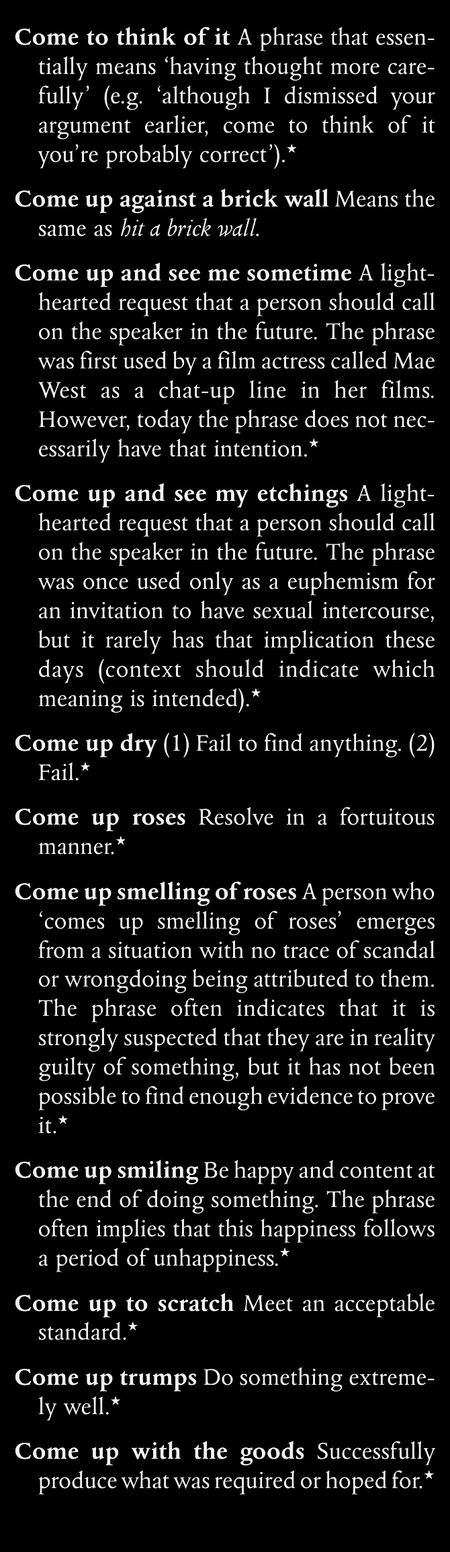 Come to think of it A phrase that essen-
tially means ‘having thought more care-
fully’ (e.g. ‘although I dismissed your
argument earlier, come to think of it
you’re probably correct’).★
Come up against a brick wall Means the
same as hit a brick wall.
Come up and see me sometime A light-
hearted request that a person should call
on the speaker in the future. The phrase
was first used by a film actress called Mae
West as a chat-up line in her films.
However, today the phrase does not nec-
essarily have that intention.★
Come up and see my etchings A light-
hearted request that a person should call
on the speaker in the future. The phrase
was once used only as a euphemism for
an invitation to have sexual intercourse,
but it rarely has that implication these
days (context should indicate which
meaning is intended).★
Come up dry (1) Fail to find anything. (2)
Fail.★
Come up roses Resolve in a fortuitous
manner.★
Come up smelling of roses A person who
‘comes up smelling of roses’ emerges
from a situation with no trace of scandal
or wrongdoing being attributed to them.
The phrase often indicates that it is
strongly suspected that they are in reality
guilty of something, but it has not been
possible to find enough evidence to prove
it.★
Come up smiling Be happy and content at
the end of doing something. The phrase
often implies that this happiness follows
a period of unhappiness.★
Come up to scratch Meet an acceptable
standard.★
Come up trumps Do something extreme-
ly well.★
Come up with the goods Successfully
produce what was required or hoped for.★